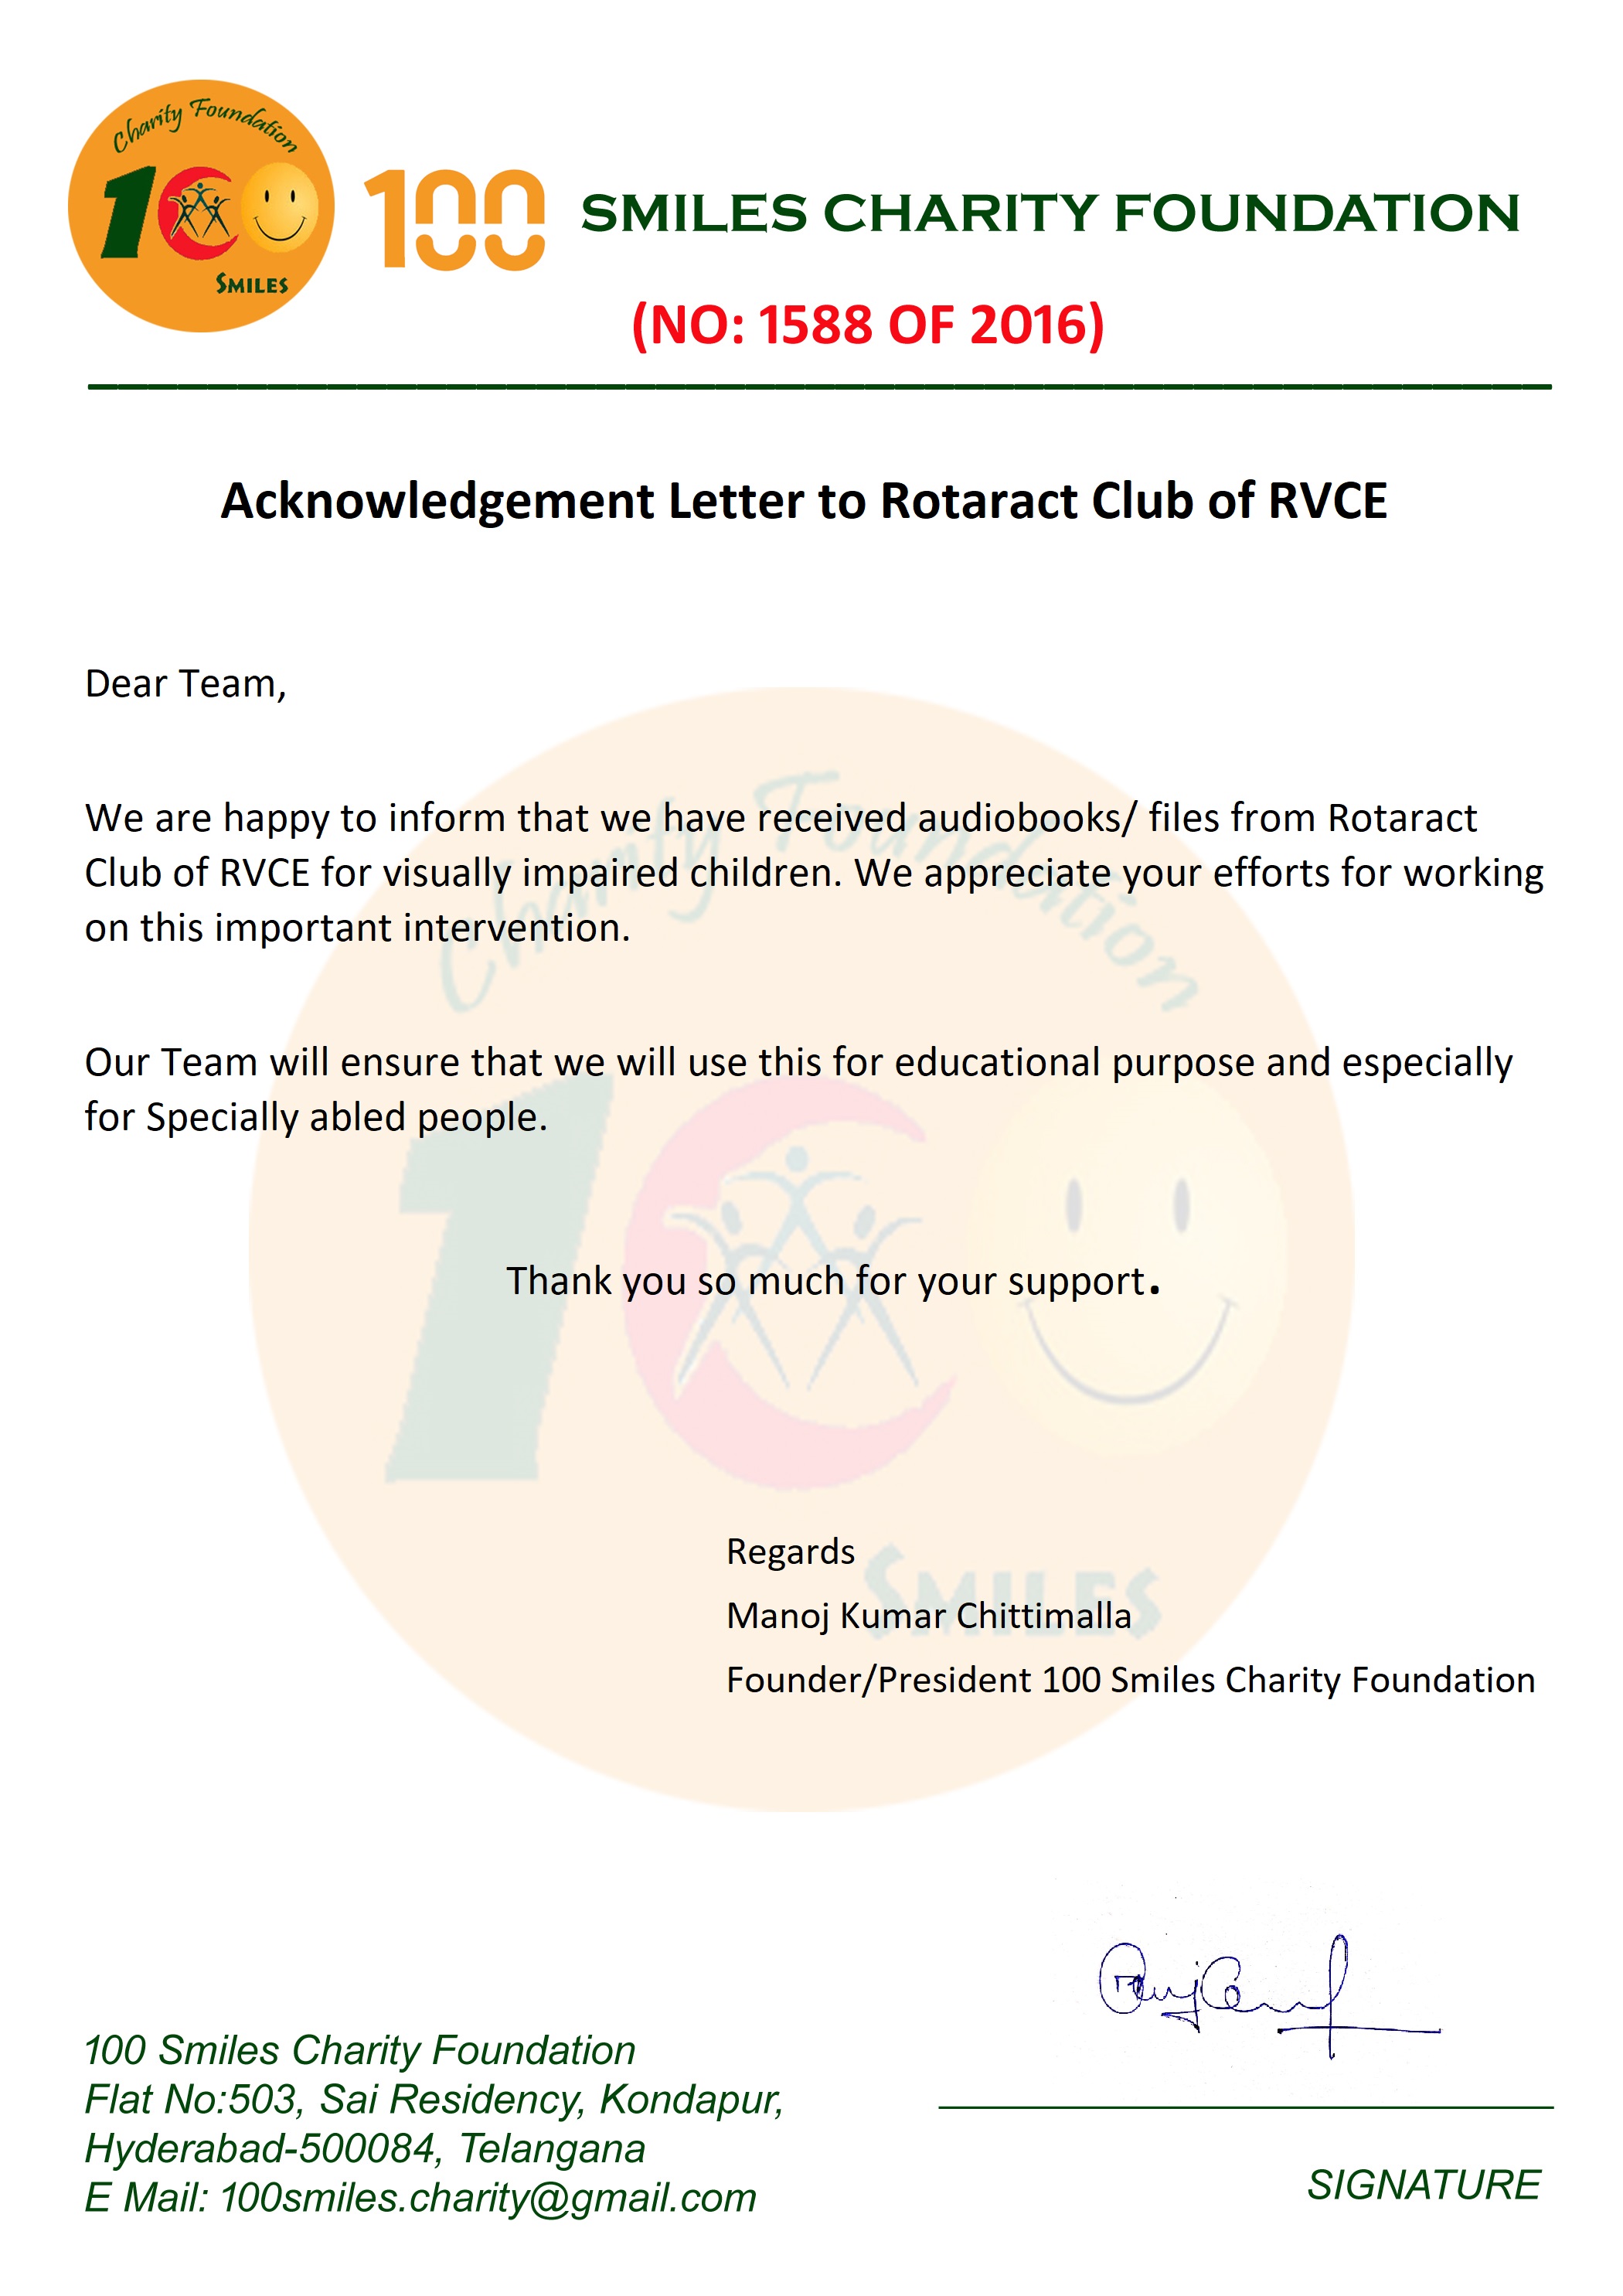 Charity Foundation
100
SMILES
100 SMILES CHARITY FOUNDATION
(NO: 1588 OF 2016)
Acknowledgement Letter to Rotaract Club of RVCE
Dear Team,
We are happy to inform that we have received audiobooks/ files from Rotaract
Club of RVCE for visually impaired children. We appreciate your efforts for working
on this important intervention.
Our Team will ensure that we will use this for educational purpose and especially
for Specially abled people.
Thank you so much for your support.
Charity Foundation
100
SMILES
Regards
Manoj Kumar Chittimalla
Founder/President 100 Smiles Charity Foundation
100 Smiles Charity Foundation
Flat No:503, Sai Residency, Kondapur,
Hyderabad-500084, Telangana
E Mail: 100smiles.charity@gmail.com
SIGNATURE